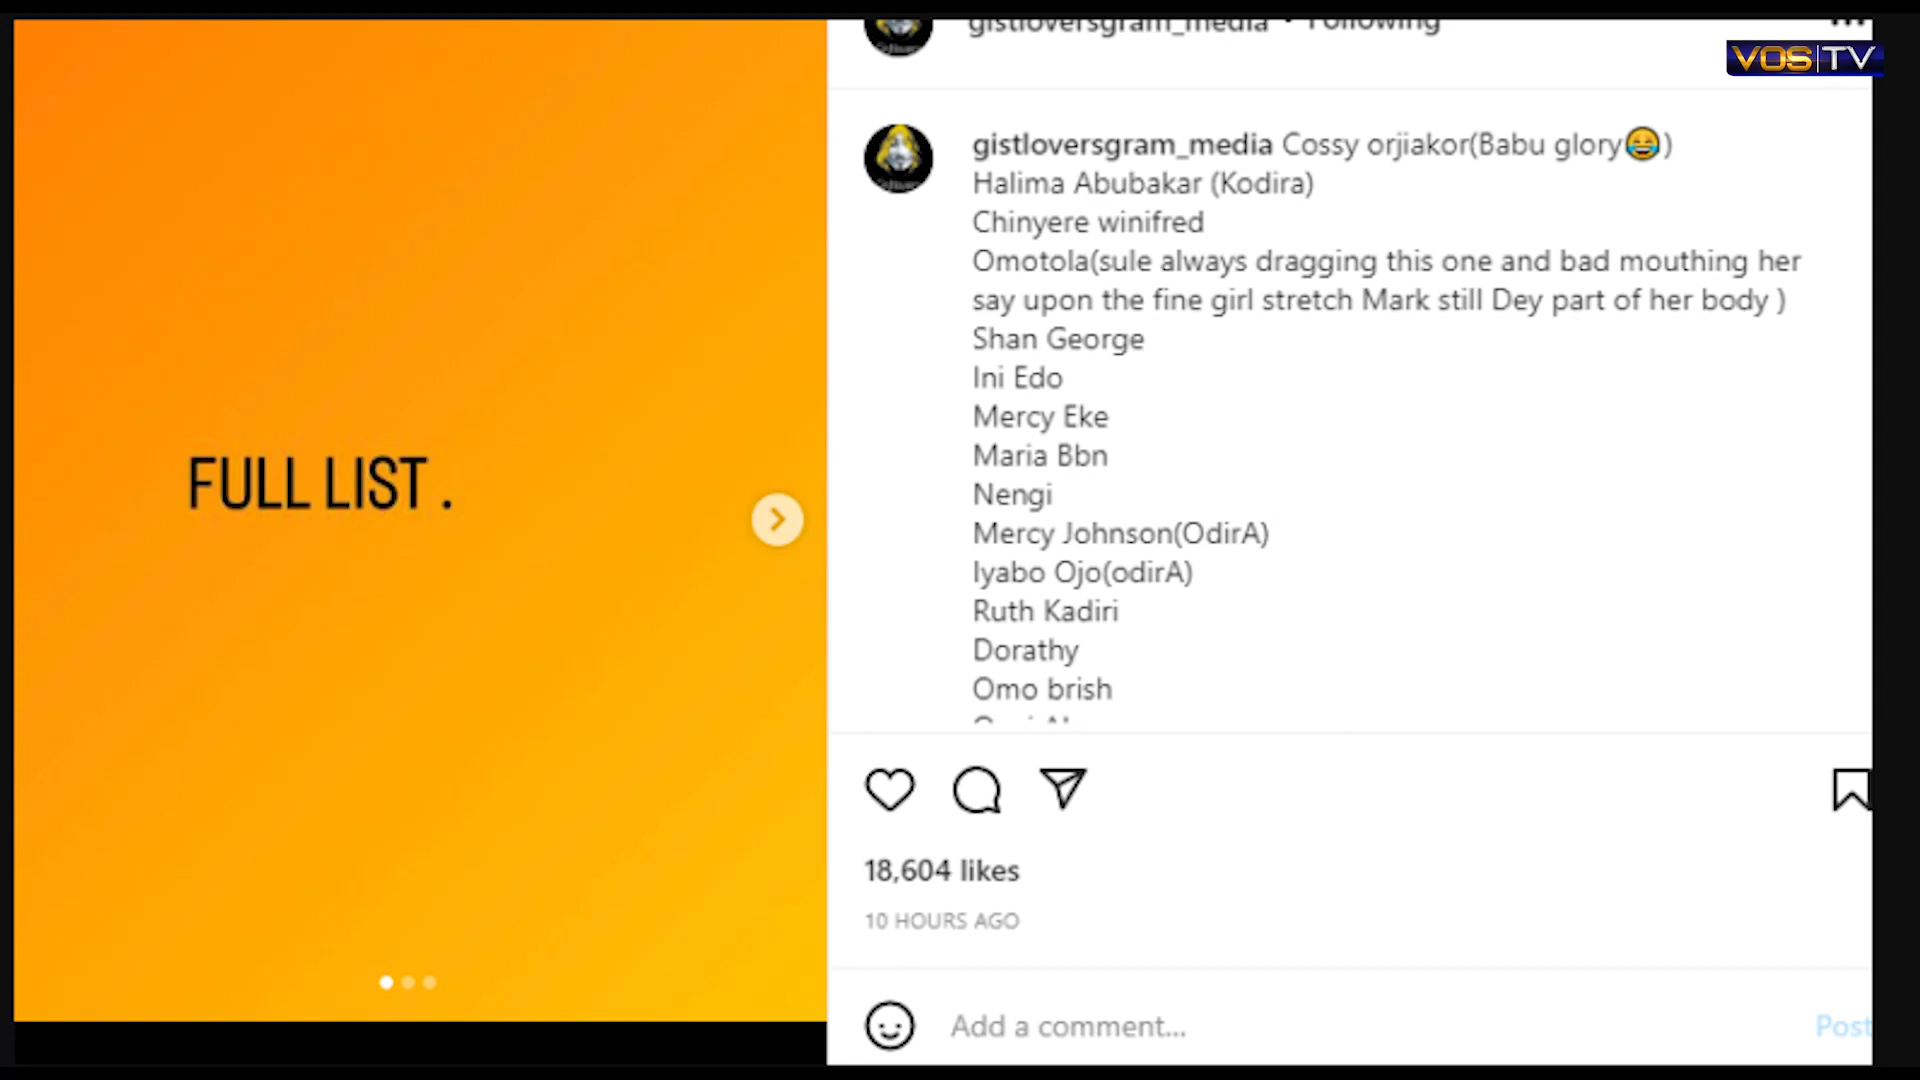 gistloversgram_media • Following
VOS|TV
gistloversgram_media Cossy orjiakor(Babu glory😂)
Halima Abubakar (Kodira)
Chinyere winifred
Omotola(sule always dragging this one and bad mouthing her
say upon the fine girl stretch Mark still Dey part of her body )
Shan George
Ini Edo
Mercy Eke
Maria Bbn
Nengi
Mercy Johnson(OdirA)
Iyabo Ojo(odirA)
Ruth Kadiri
Dorathy
Omo brish
FULL LIST .
18,604 likes
10 HOURS AGO
Add a comment...
Post